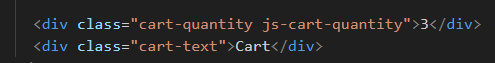 <div class="cart-quantity js-cart-quantity">3</div>
<div class="cart-text">Cart</div>